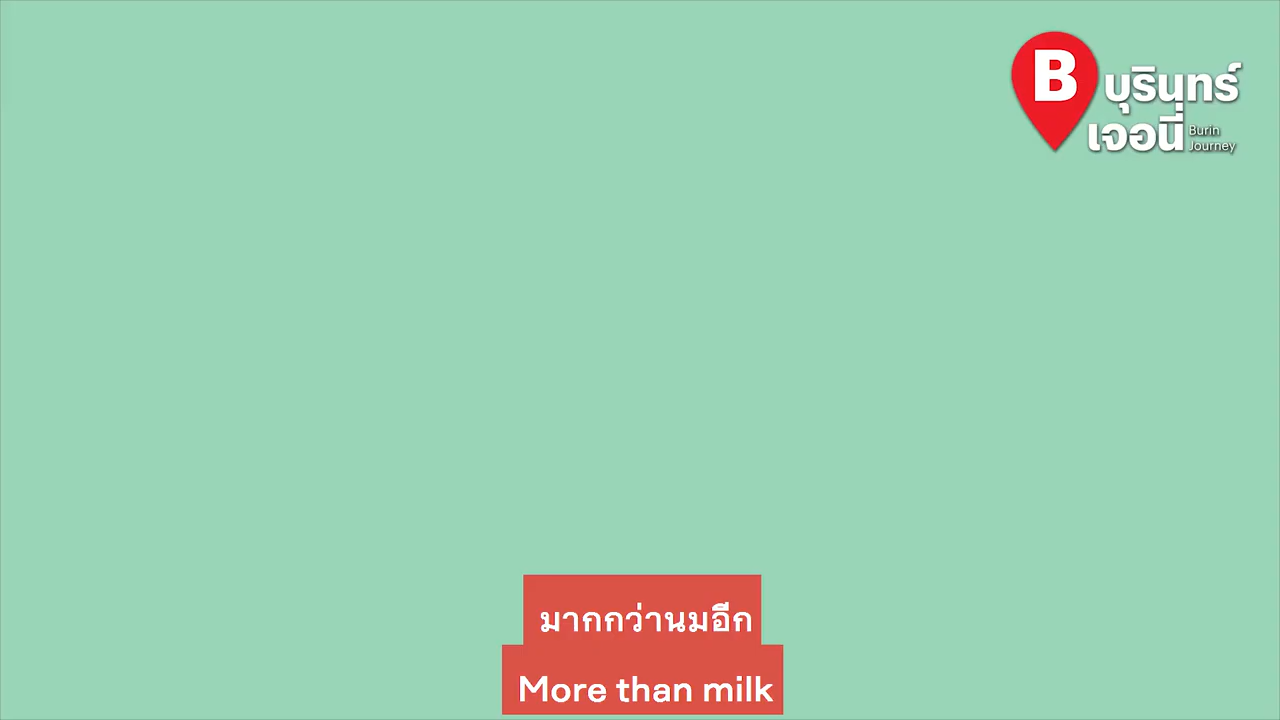 B
บุรินทร์
เจอนี่
Burin
Journey
มากกว่านมอีก
More than milk